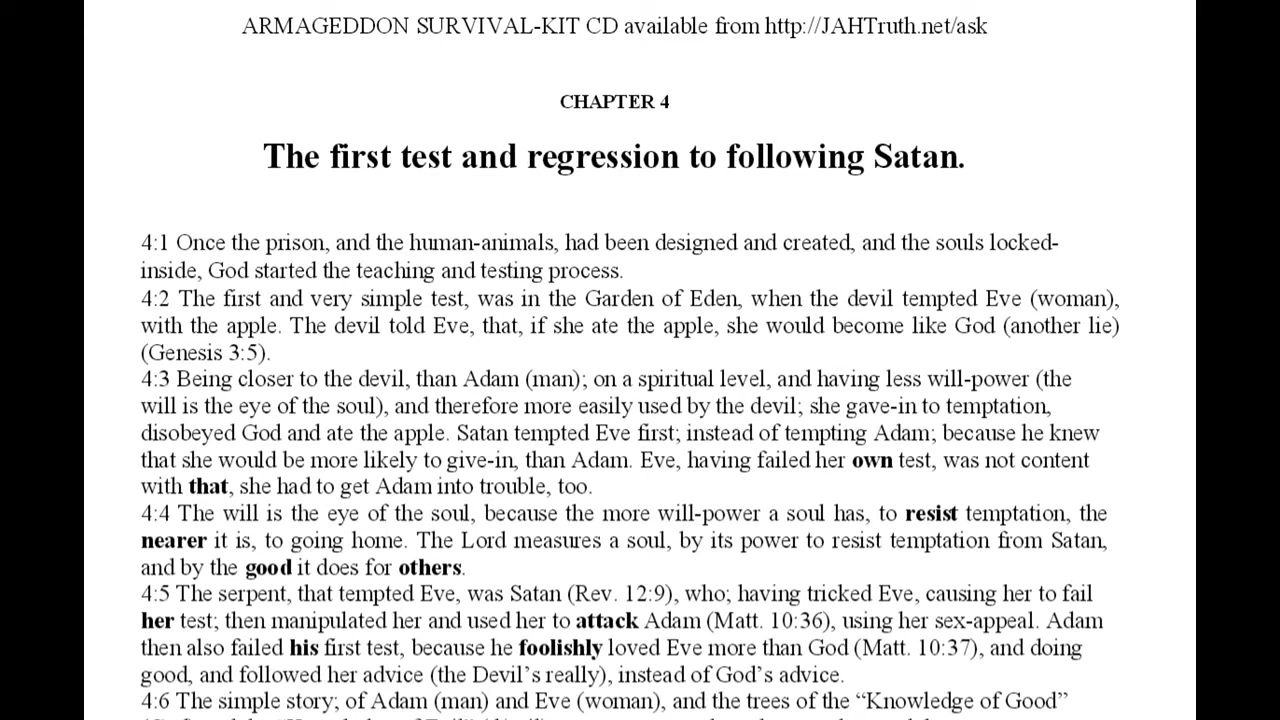 ARMAGEDDON SURVIVAL-KIT CD available from http://JAHTruth.net/ask
CHAPTER 4
The first test and regression to following Satan.
4:1 Once the prison, and the human-animals, had been designed and created, and the souls locked-
inside, God started the teaching and testing process.
4:2 The first and very simple test, was in the Garden of Eden, when the devil tempted Eve (woman),
with the apple. The devil told Eve, that, if she ate the apple, she would become like God (another lie)
(Genesis 3:5).
4:3 Being closer to the devil, than Adam (man); on a spiritual level, and having less will-power (the
will is the eye of the soul), and therefore more easily used by the devil; she gave-in to temptation,
disobeyed God and ate the apple. Satan tempted Eve first; instead of tempting Adam; because he knew
that she would be more likely to give-in, than Adam. Eve, having failed her own test, was not content
with that, she had to get Adam into trouble, too.
4:4 The will is the eye of the soul, because the more will-power a soul has, to resist temptation, the
nearer it is, to going home. The Lord measures a soul, by its power to resist temptation from Satan,
and by the good it does for others.
4:5 The serpent, that tempted Eve, was Satan (Rev. 12:9), who; having tricked Eve, causing her to fail
her test; then manipulated her and used her to attack Adam (Matt. 10:36), using her sex-appeal. Adam
then also failed his first test, because he foolishly loved Eve more than God (Matt. 10:37), and doing
good, and followed her advice (the Devil's really), instead of God's advice.
4:6 The simple story; of Adam (man) and Eve (woman), and the trees of the “Knowledge of Good”